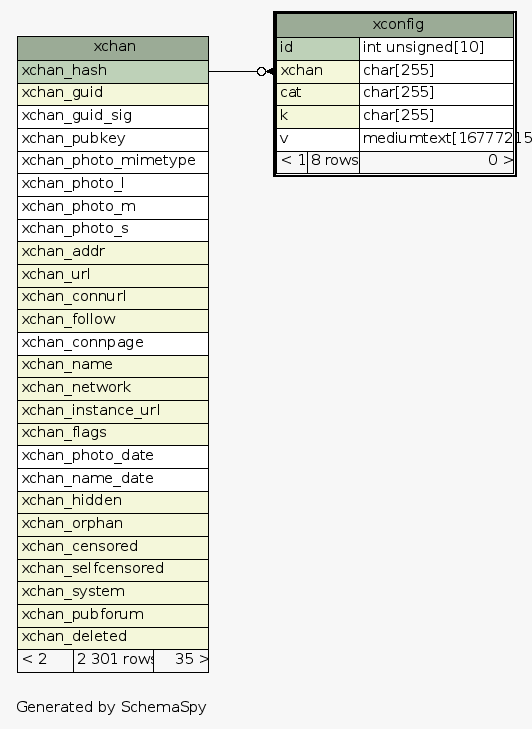 xchan
xchan_hash
xchan_guid
xchan_guid_sig
xchan_pubkey
xchan_photo_mimetype
xchan_photo_l
xchan_photo_m
xchan_photo_s
xchan_addr
xchan_url
xchan_connurl
xchan_follow
xchan_connpage
xchan_name
xchan_network
xchan_instance_url
xchan_flags
xchan_photo_date
xchan_name_date
xchan_hidden
xchan_orphan
xchan_censored
xchan_selfcensored
xchan_system
xchan_pubforum
xchan_deleted
< 2 2 301 rows 35 >
xconfig
id int unsigned[10]
xchan char[255]
cat char[255]
k char[255]
v mediumtext[16777215
< 1 8 rows 0 >
Generated by SchemaSpy